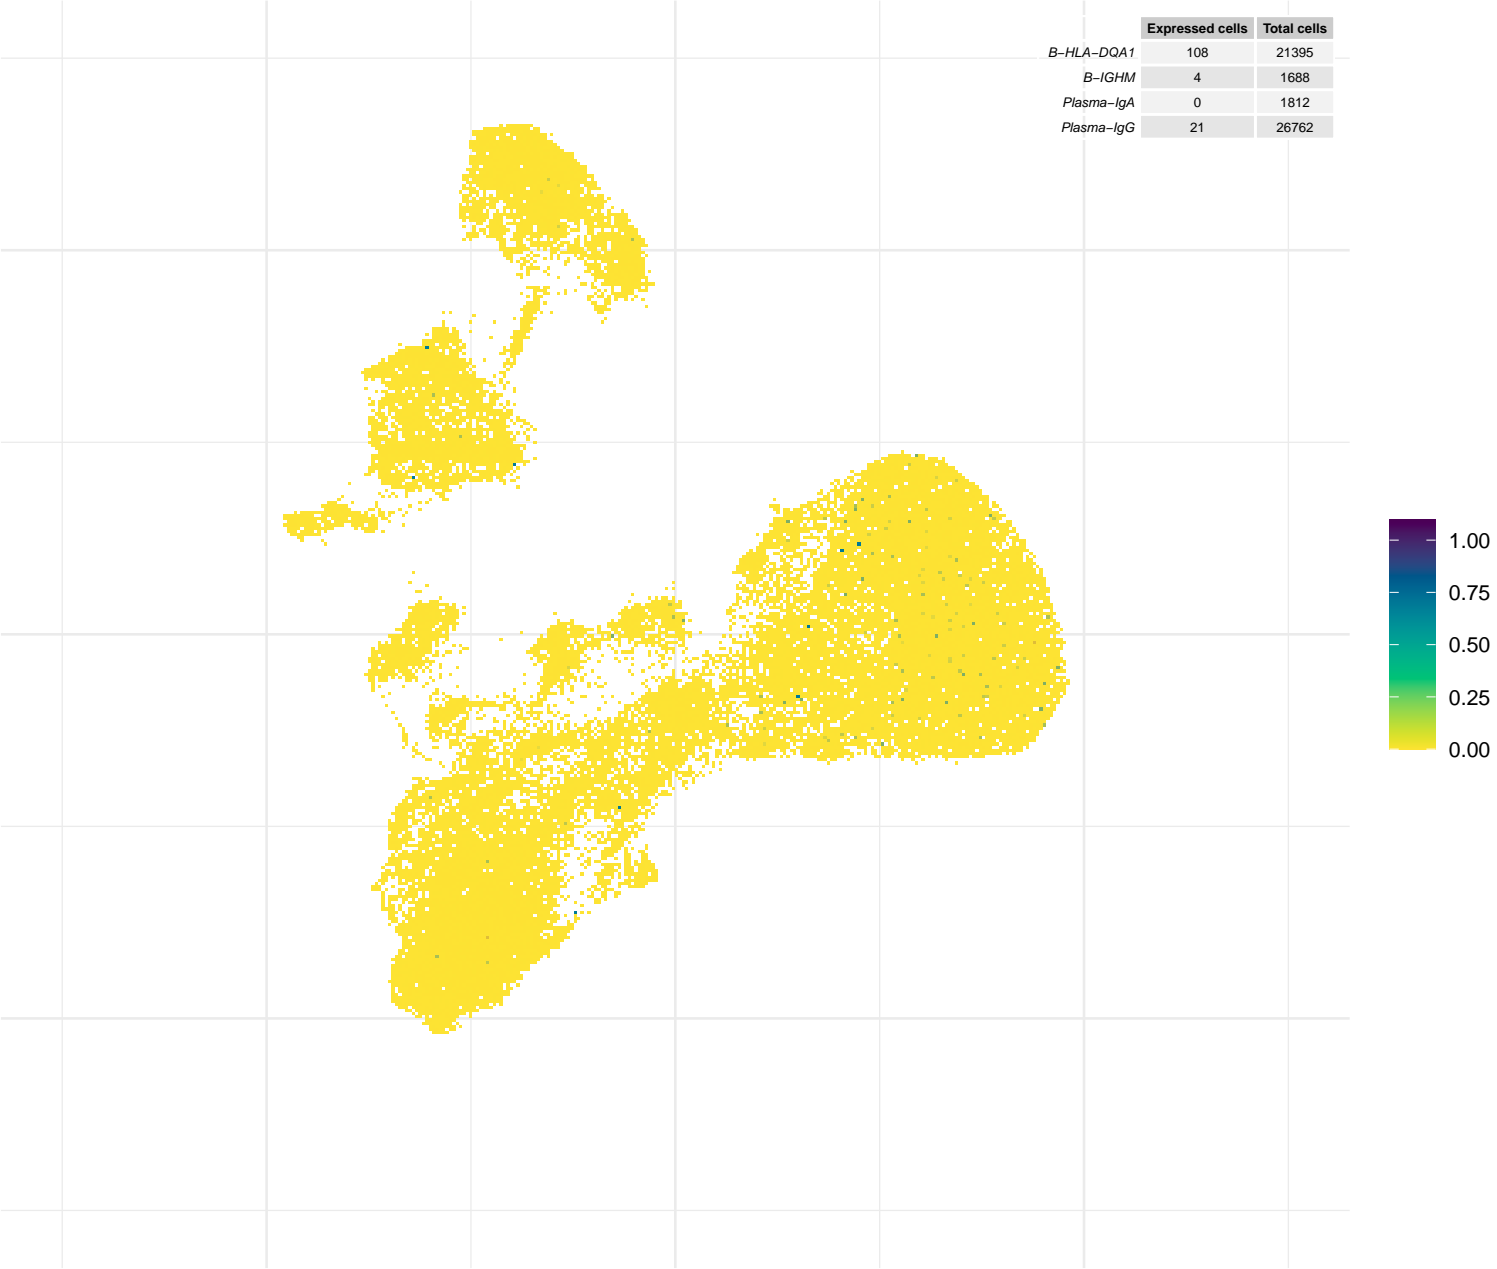 Expressed cells Total cells
B−HLA−DQA1 108 21395
B−IGHM 4 1688
Plasma−IgA 0 1812
Plasma−IgG 21 26762
1.00
0.75
0.50
0.25
0.00